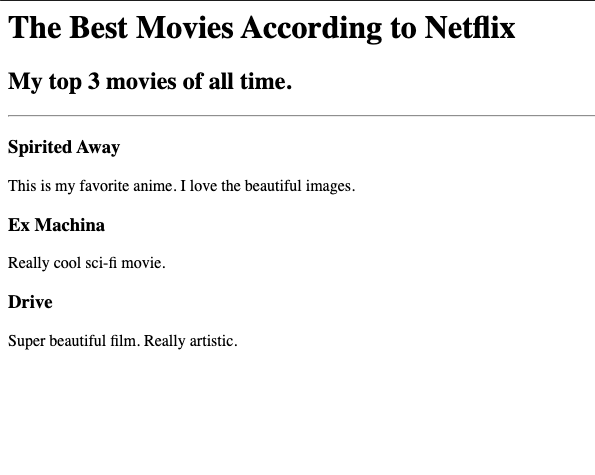 The Best Movies According to Netflix
My top 3 movies of all time.
Spirited Away
This is my favorite anime. I love the beautiful images.
Ex Machina
Really cool sci-fi movie.
Drive
Super beautiful film. Really artistic.